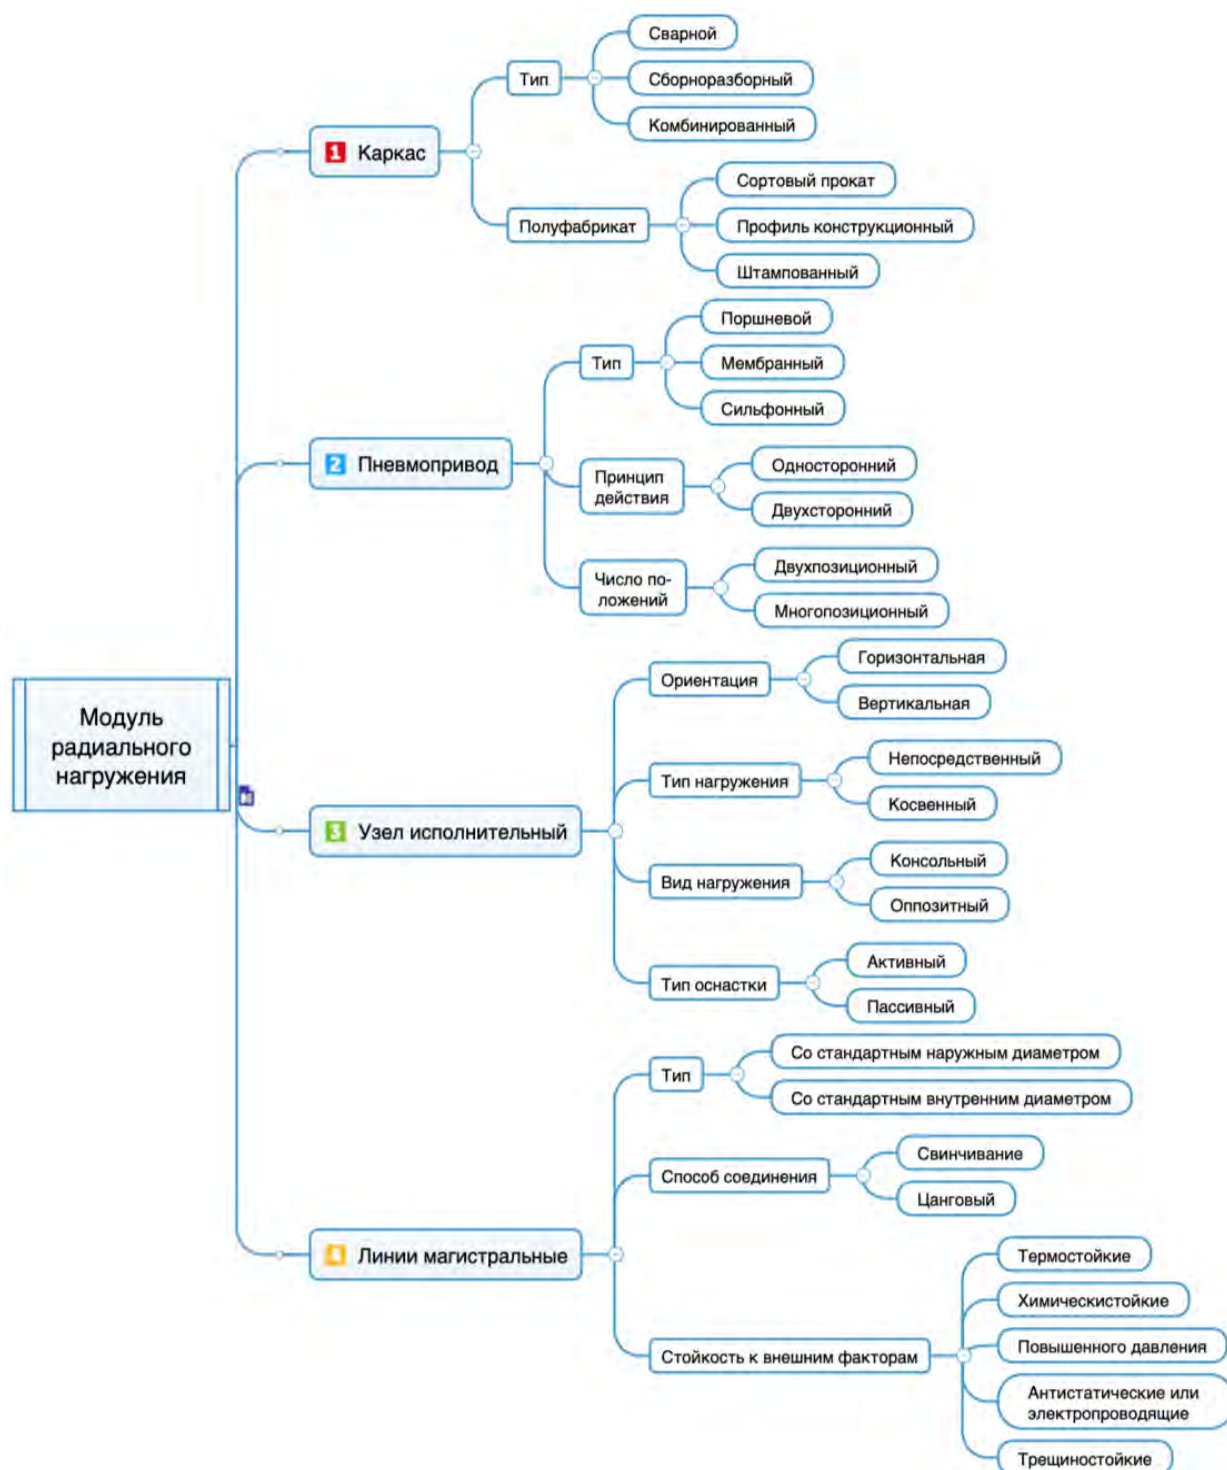 Модуль
радиального
нагружения
1 Каркас
Тип
Сварной
Сборноразборный
Комбинированный
Полуфабрикат
Сортовый прокат
Профиль конструкционный
Штампованный
2 Пневмопривод
Тип
Поршневой
Мембранный
Сильфонный
Принцип
действия
Односторонний
Двухсторонний
Число по-
ложений
Двухпозиционный
Многопозиционный
3 Узел исполнительный
Ориентация
Горизонтальная
Вертикальная
Тип нагружения
Непосредственный
Косвенный
Вид нагружения
Консольный
Оппозитный
Тип оснастки
Активный
Пассивный
4 Линии магистральные
Тип
Со стандартным наружным диаметром
Со стандартным внутренним диаметром
Способ соединения
Свинчивание
Цанговый
Стойкость к внешним факторам
Термостойкие
Химическистойкие
Повышенного давления
Антистатические или
электропроводящие
Трещиностойкие